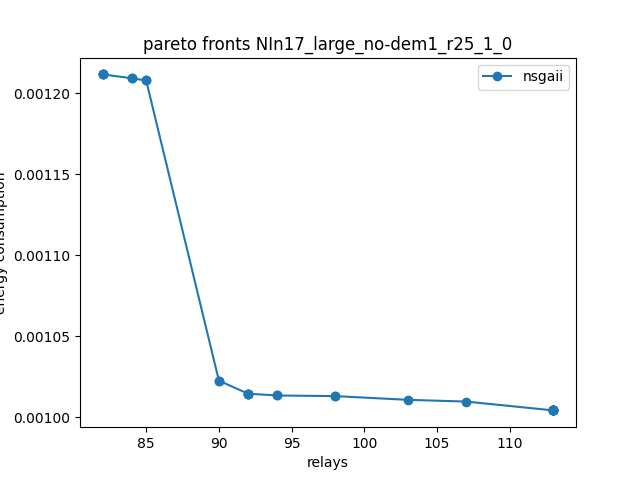 pareto fronts NIn17_large_no-dem1_r25_1_0
nsgaii
0.00120
0.00115
0.00110
0.00105
0.00100
energy consumption
85 90 95 100 105 110
relays